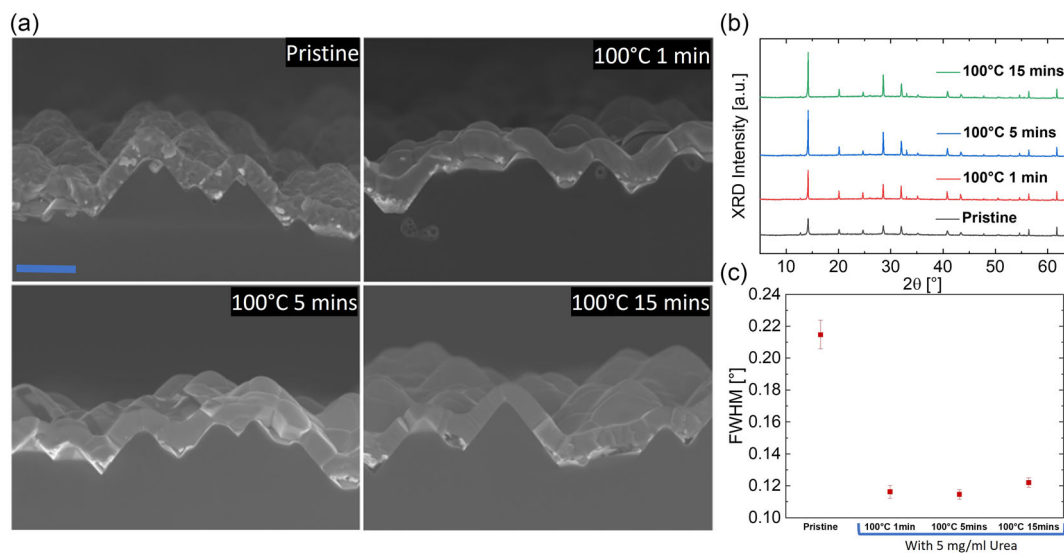 (a)
Pristine
100°C 1 min
100°C 5 mins
100°C 15 mins
(b)
XRD Intensity [a.u.]
100°C 15 mins
100°C 5 mins
100°C 1 min
Pristine
10 20 30 40 50 60
2θ [°]
(c)
FWHM [°]
0.24
0.22
0.20
0.18
0.16
0.14
0.12
0.10
Pristine 100°C 1min 100°C 5mins 100°C 15mins
With 5 mg/ml Urea